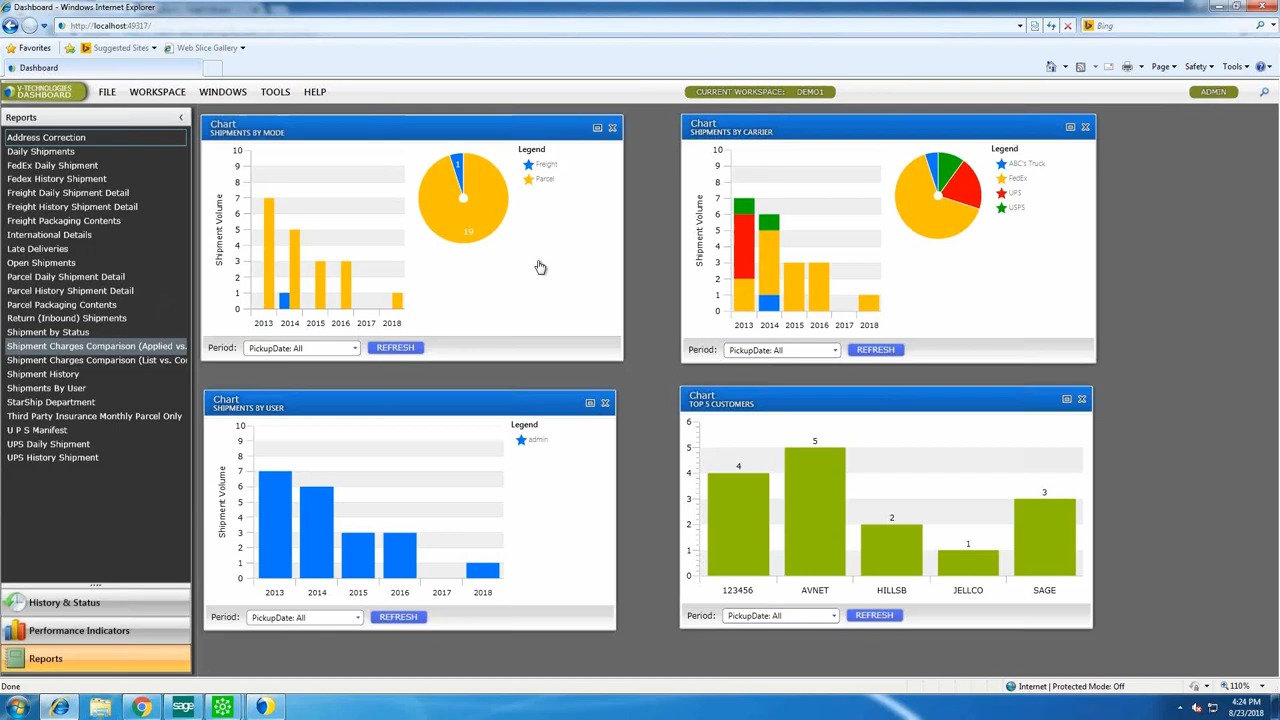 Dashboard - Windows Internet Explorer
http://localhost:49317/
Bing
Favorites
Suggested Sites
Web Slice Gallery
Dashboard
Page
Safety
Tools
V-TECHNOLOGIES
DASHBOARD
FILE
WORKSPACE
WINDOWS
TOOLS
HELP
CURRENT WORKSPACE: DEMO1
ADMIN
Reports
Address Correction
Daily Shipments
FedEx Daily Shipment
Fedex History Shipment
Freight Daily Shipment Detail
Freight History Shipment Detail
Freight Packaging Contents
International Details
Late Deliveries
Open Shipments
Parcel Daily Shipment Detail
Parcel History Shipment Detail
Parcel Packaging Contents
Return (Inbound) Shipments
Shipment by Status
Shipment Charges Comparison (Applied vs.
Shipment Charges Comparison (List vs. Co
Shipment History
Shipments By User
StarShip Department
Third Party Insurance Monthly Parcel Only
U P S Manifest
UPS Daily Shipment
UPS History Shipment
History & Status
Performance Indicators
Reports
Chart
SHIPMENTS BY MODE
Shipment Volume
10
9
8
7
6
5
4
3
2
1
0
2013 2014 2015 2016 2017 2018
1
19
Legend
Freight
Parcel
Period: PickupDate: All REFRESH
Chart
SHIPMENTS BY CARRIER
Shipment Volume
10
9
8
7
6
5
4
3
2
1
0
2013 2014 2015 2016 2017 2018
Legend
ABC's Truck
FedEx
UPS
USPS
Period: PickupDate: All REFRESH
Chart
SHIPMENTS BY USER
Shipment Volume
10
9
8
7
6
5
4
3
2
1
0
2013 2014 2015 2016 2017 2018
Legend
admin
Period: PickupDate: All REFRESH
Chart
TOP 5 CUSTOMERS
6
5
4
3
2
1
0
4
5
2
1
3
123456 AVNET HILLSB JELLCO SAGE
Period: PickupDate: All REFRESH
Done
Internet | Protected Mode: Off
110%
sage
4:24 PM
8/23/2018